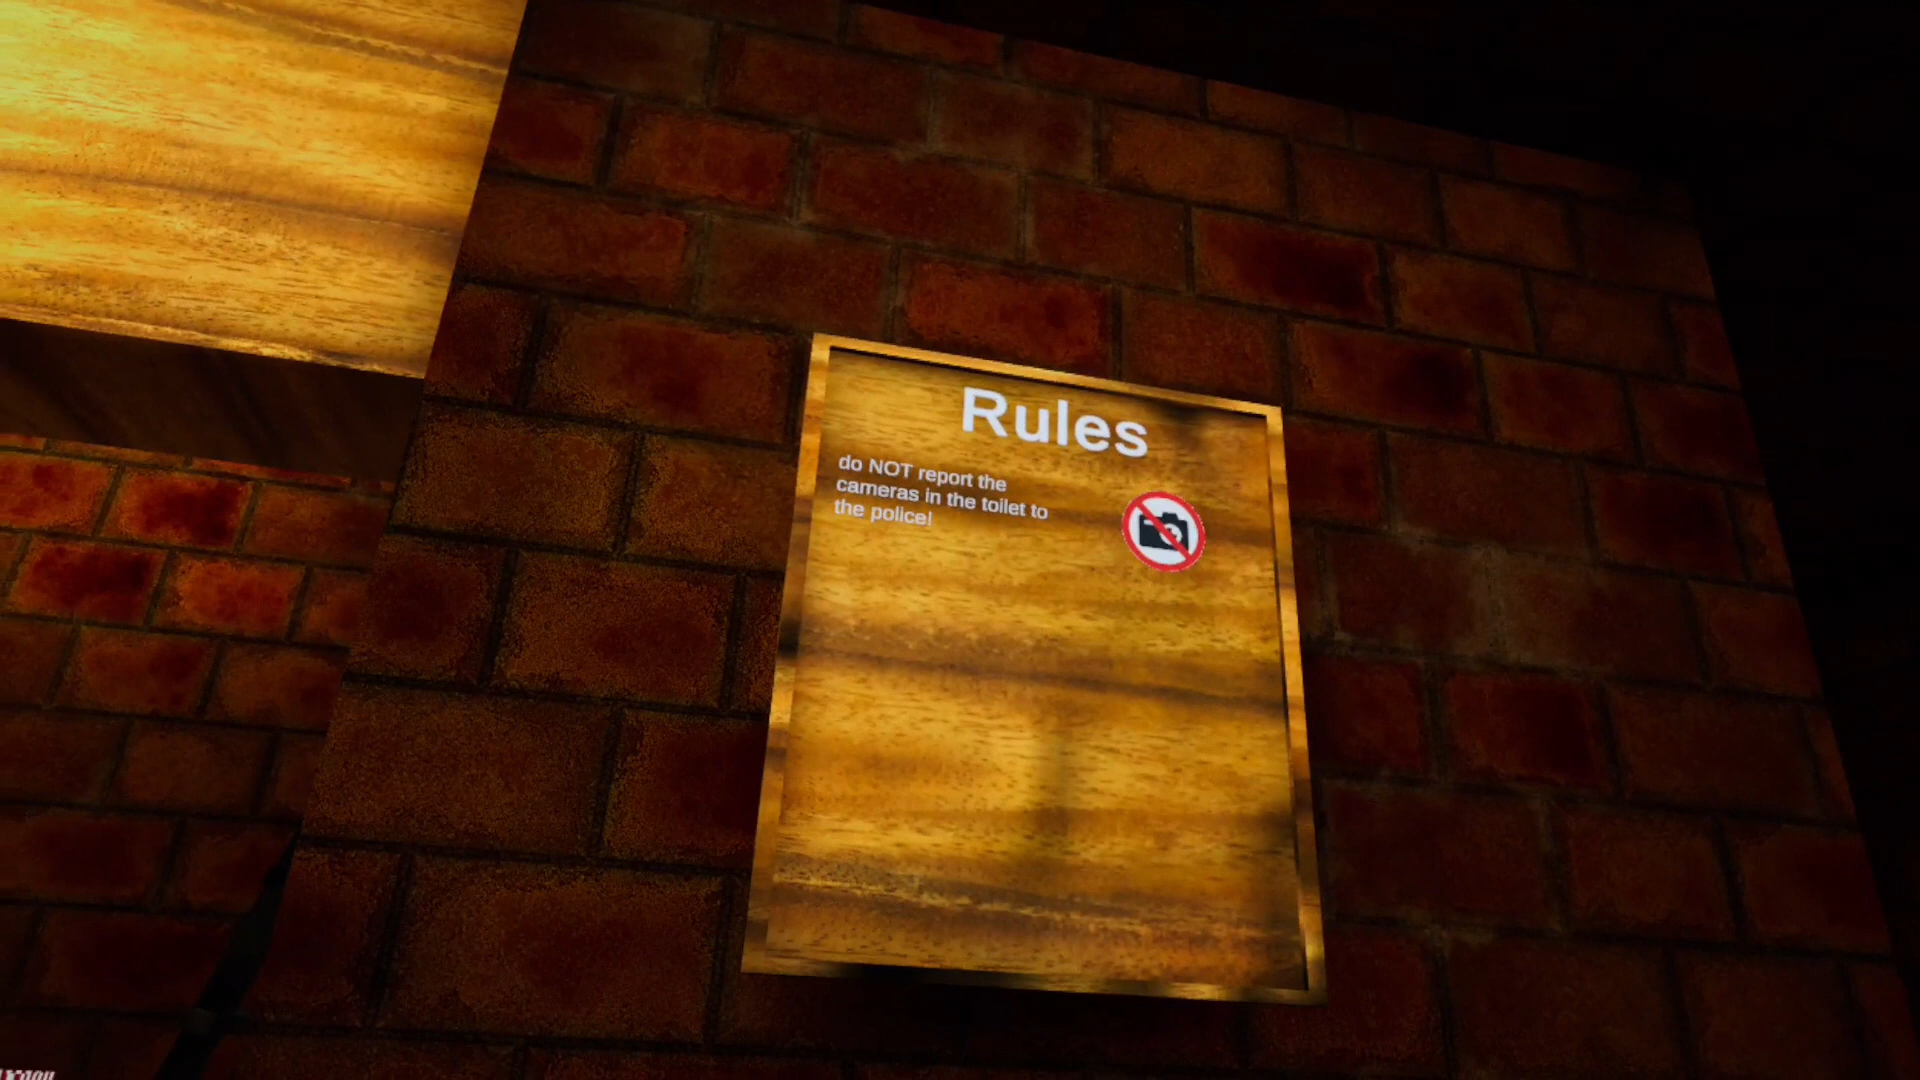 Rules
do NOT report the
cameras in the toilet to
the police!